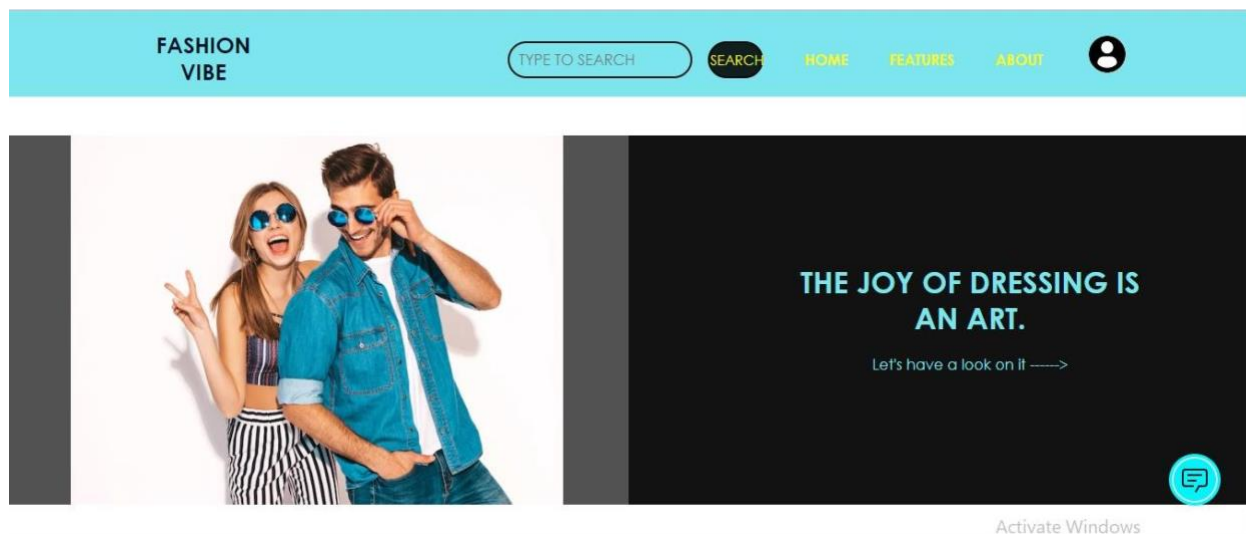 FASHION
VIBE
TYPE TO SEARCH
SEARCH
HOME
FEATURES
ABOUT
THE JOY OF DRESSING IS
AN ART.
Let's have a look on it ------>
Activate Windows